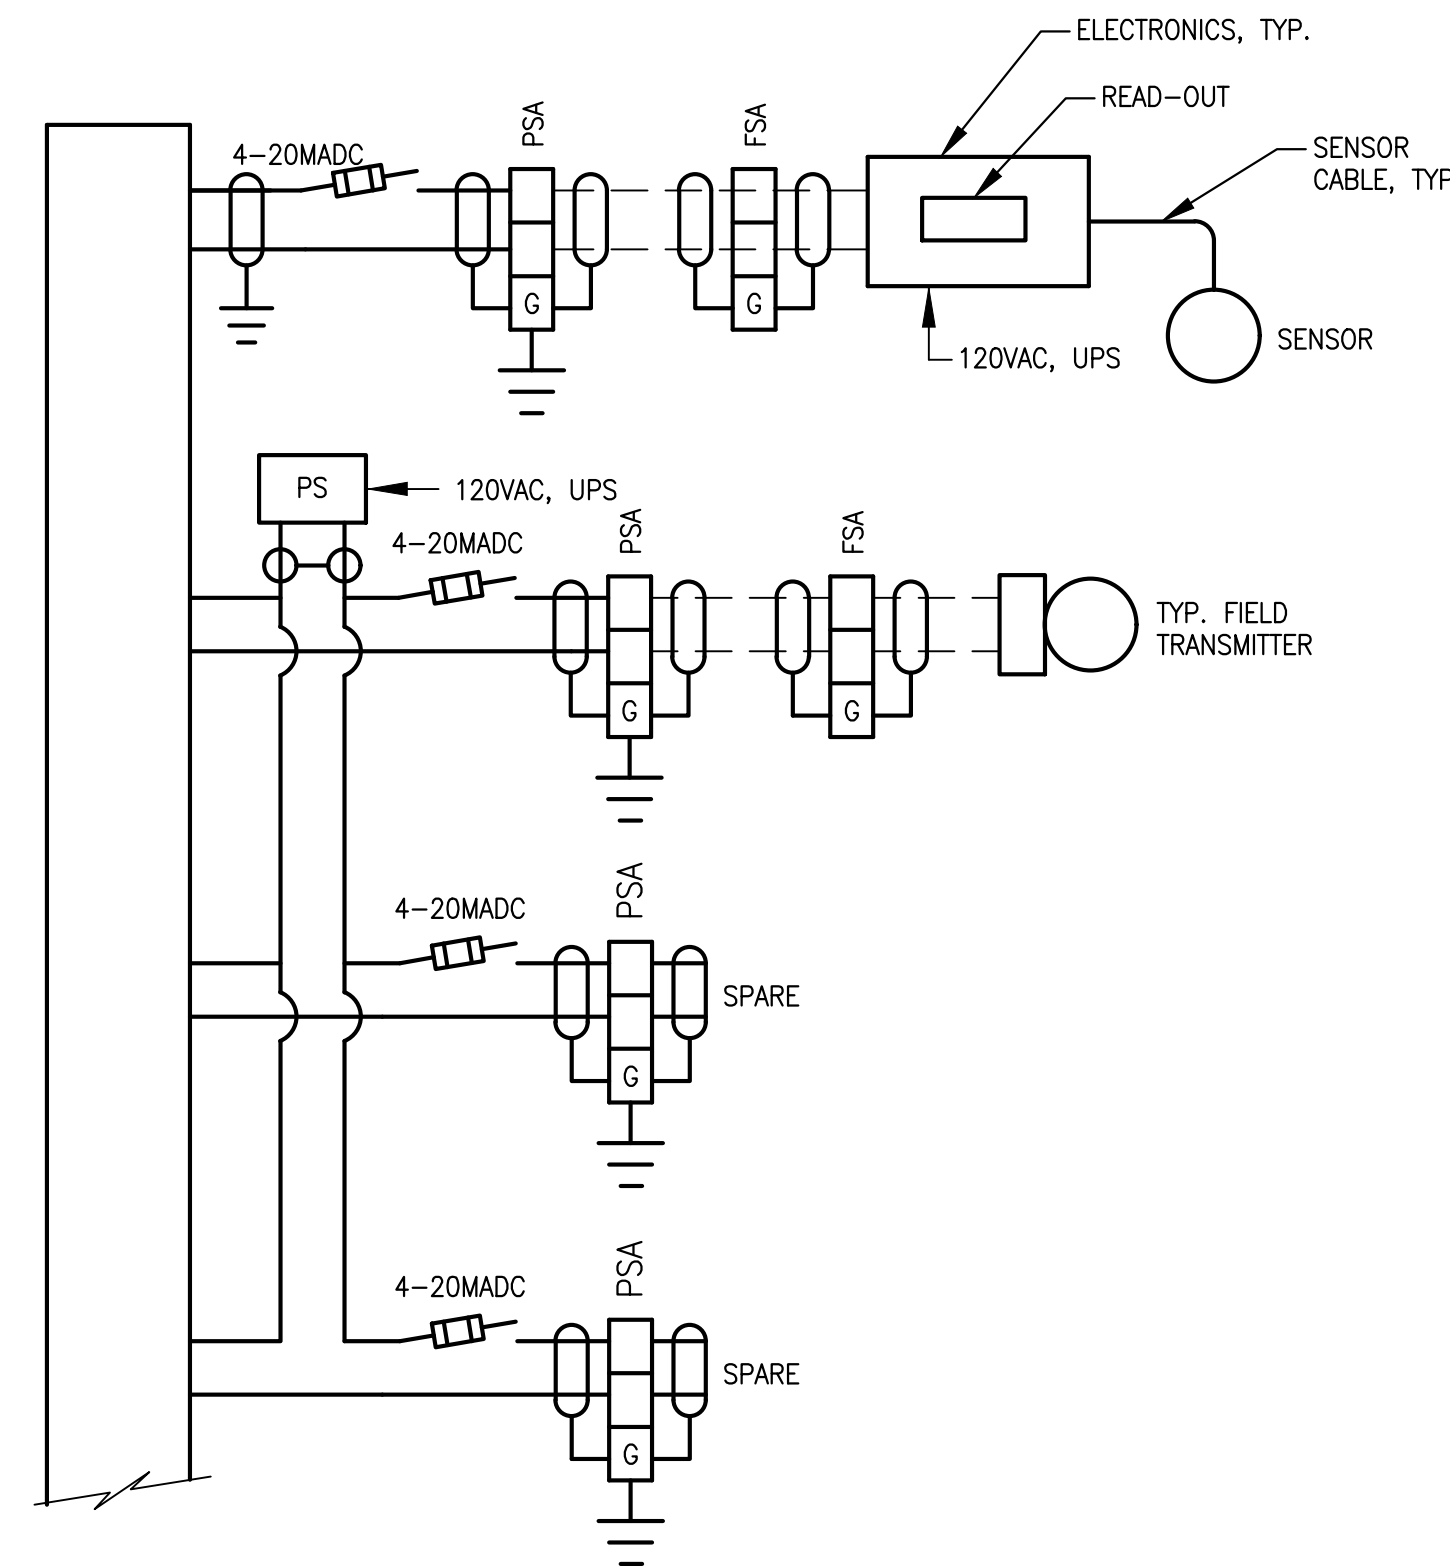 ELECTRONICS, TYP.
READ-OUT
PSA
FSA
4-20MADC
SENSOR
CABLE, TYP
G
G
120VAC, UPS
SENSOR
PS
120VAC, UPS
4-20MADC
PSA
FSA
TYP. FIELD
TRANSMITTER
G
G
PSA
4-20MADC
SPARE
G
PSA
4-20MADC
SPARE
G